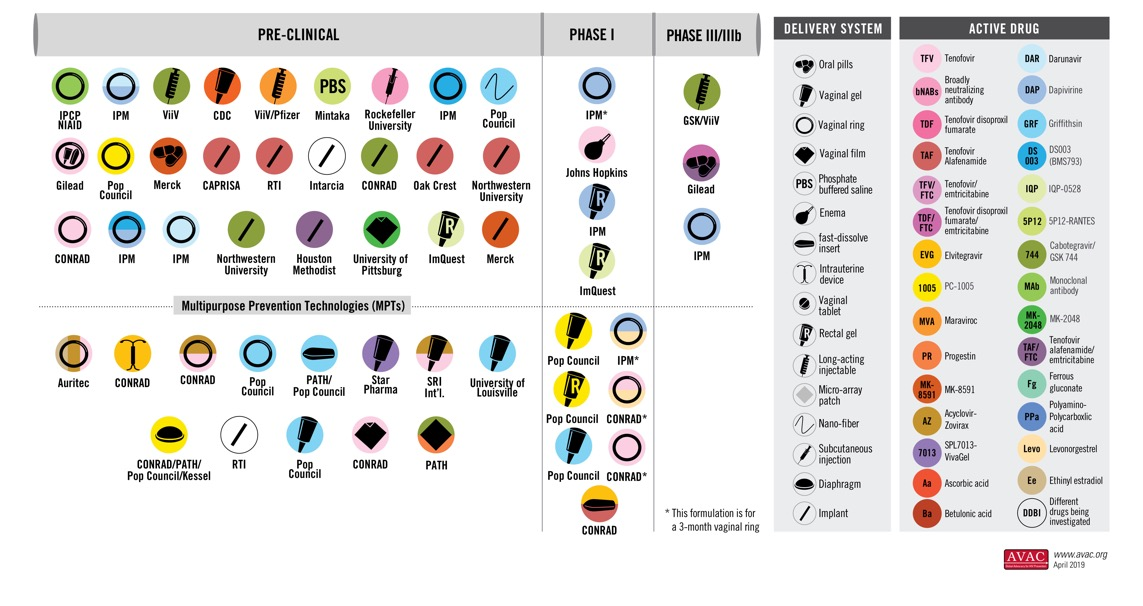 PRE-CLINICAL
PHASE I
PHASE III/IIIb
DELIVERY SYSTEM
ACTIVE DRUG
PBS
IPCP
NIAID
IPM
ViiV
CDC
ViiV/Pfizer
Mintaka
Rockefeller
University
IPM
Pop
Council
Gilead
Pop
Council
Merck
CAPRISA
RTI
Intarcia
CONRAD
Oak Crest
Northwestern
University
R
CONRAD
IPM
IPM
Northwestern
University
Houston
Methodist
University of
Pittsburg
ImQuest
Merck
IPM*
Johns Hopkins
R
IPM
R
ImQuest
GSK/ViiV
Gilead
IPM
Multipurpose Prevention Technologies (MPTs)
Auritec
CONRAD
CONRAD
Pop
Council
PATH/
Pop Council
Star
Pharma
SRI
Int'l.
University of
Louisville
CONRAD/PATH/
Pop Council/Kessel
RTI
Pop
Council
CONRAD
PATH
Pop Council
IPM*
R
Pop Council
CONRAD*
Pop Council
CONRAD*
CONRAD
* This formulation is for
a 3-month vaginal ring
Oral pills
Vaginal gel
Vaginal ring
Vaginal film
PBS
Phosphate
buffered saline
Enema
fast-dissolve
insert
Intrauterine
device
Vaginal
tablet
R
Rectal gel
Long-acting
injectable
Micro-array
patch
Nano-fiber
Subcutaneous
injection
Diaphragm
Implant
TFV
Tenofovir
bNABs
Broadly
neutralizing
antibody
TDF
Tenofovir disoproxil
fumarate
TAF
Tenofovir
Alafenamide
TFV/
FTC
Tenofovir/
emtricitabine
TDF/
FTC
Tenofovir disoproxil
fumarate/
emtricitabine
EVG
Elvitegravir
1005
PC-1005
MVA
Maraviroc
PR
Progestin
MK-
8591
MK-8591
AZ
Acyclovir-
Zovirax
7013
SPL7013-
VivaGel
Aa
Ascorbic acid
Ba
Betulonic acid
DAR
Darunavir
DAP
Dapivirine
GRF
Griffithsin
DS
003
DS003
(BMS793)
IQP
IQP-0528
5P12
5P12-RANTES
744
Cabotegravir/
GSK 744
MAb
Monoclonal
antibody
MK-
2048
MK-2048
TAF/
FTC
Tenofovir
alafenamide/
emtricitabine
Fg
Ferrous
gluconate
PPa
Polyamino-
Polycarboxlic
acid
Levo
Levonorgestrel
Ee
Ethinyl estradiol
DDBI
Different
drugs being
investigated
AVAC
www.avac.org
April 2019